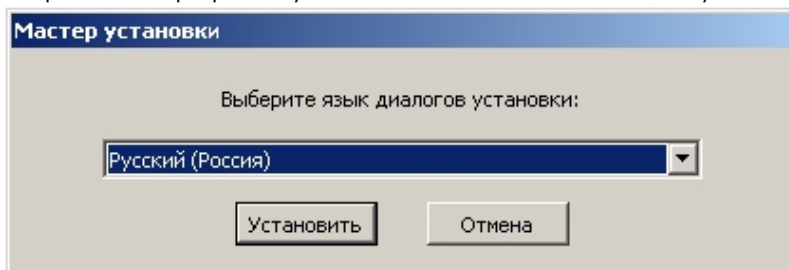 Мастер установки
Выберите язык диалогов установки:
Русский (Россия)
Установить Отмена